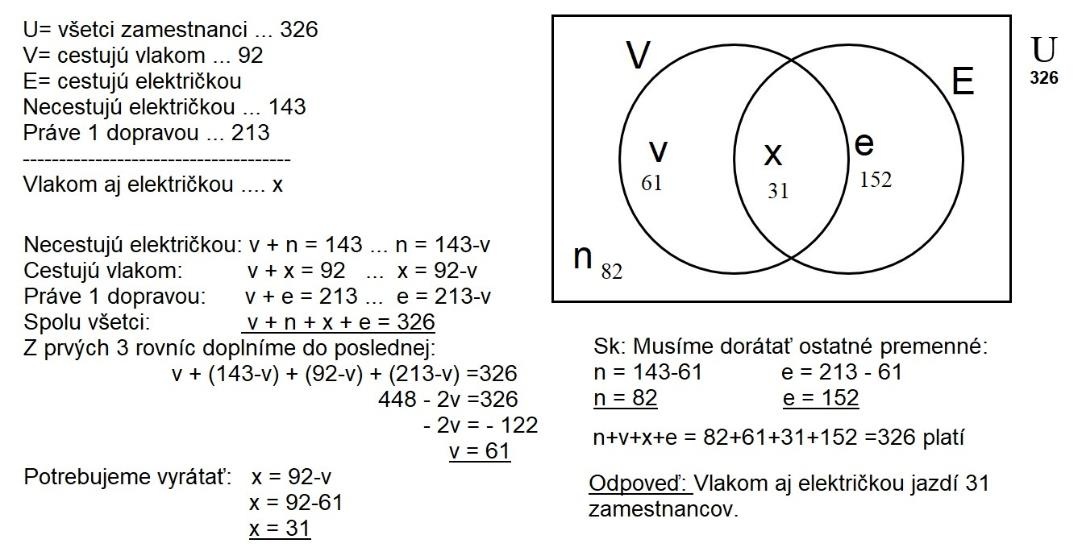 U= všetci zamestnanci ... 326
V= cestujú vlakom ... 92
E= cestujú električkou
Necestujú električkou ... 143
Práve 1 dopravou ... 213
-------------------------------------
Vlakom aj električkou .... x
Necestujú električkou: v + n = 143 ... n = 143-v
Cestujú vlakom: v + x = 92 ... x = 92-v
Práve 1 dopravou: v + e = 213 ... e = 213-v
Spolu všetci: v + n + x + e = 326
Z prvých 3 rovníc doplníme do poslednej:
v + (143-v) + (92-v) + (213-v) =326
448 - 2v =326
- 2v = - 122
v = 61
Potrebujeme vyrátať: x = 92-v
x = 92-61
x = 31
V
E
U
326
v
61
x
31
e
152
n
82
Sk: Musíme dorátať ostatné premenné:
n = 143-61 e = 213 - 61
n = 82 e = 152
n+v+x+e = 82+61+31+152 =326 platí
Odpoveď: Vlakom aj električkou jazdí 31
zamestnancov.